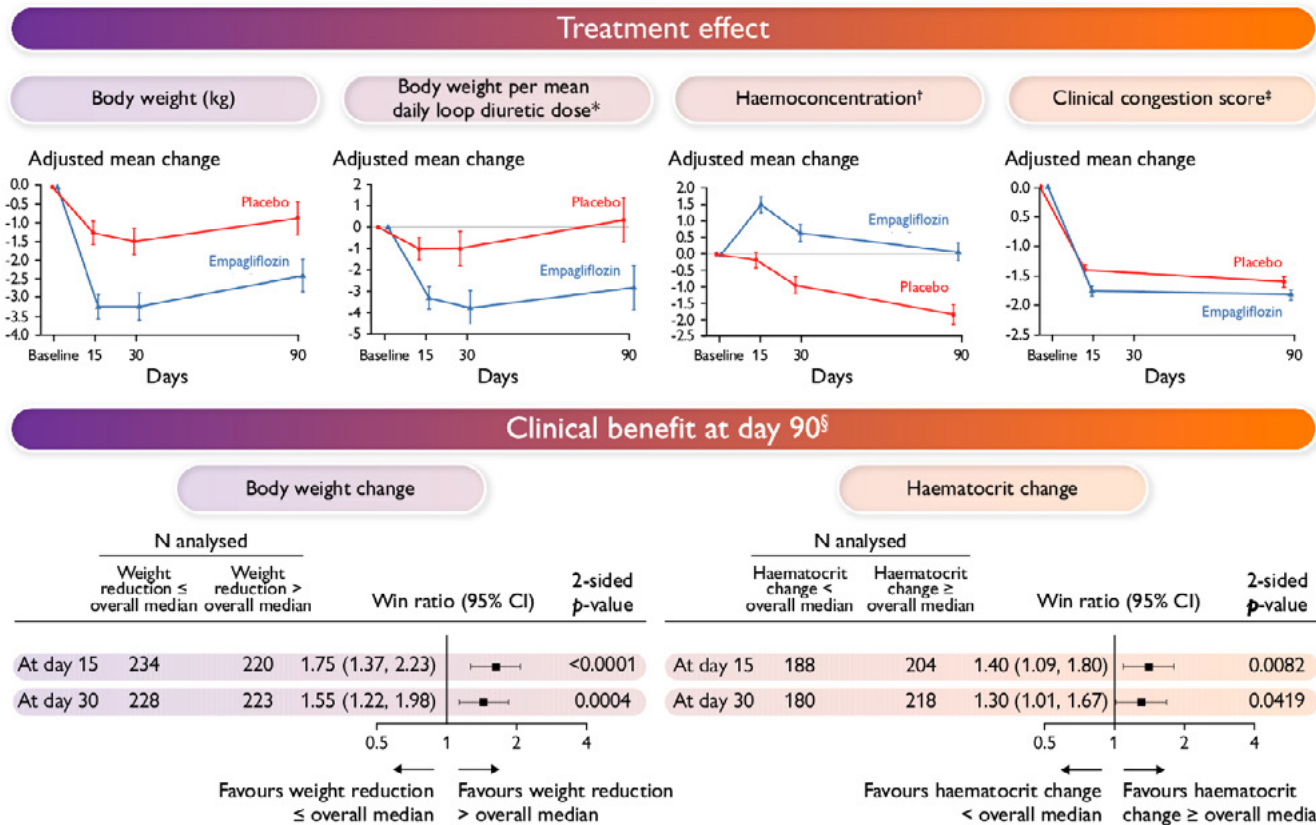 Treatment effect
Body weight (kg)
Body weight per mean
daily loop diuretic dose*
Haemoconcentration†
Clinical congestion score‡
Adjusted mean change
0.0
-0.5
-1.0
-1.5
-2.0
-2.5
-3.0
-3.5
-4.0
Placebo
Empagliflozin
Baseline 15 30 90
Days
Adjusted mean change
2
1
0
-1
-2
-3
-4
-5
Placebo
Empagliflozin
Baseline 15 30 90
Days
Adjusted mean change
2.0
1.5
1.0
0.5
0.0
-0.5
-1.0
-1.5
-2.0
-2.5
Empagliflozin
Placebo
Baseline 15 30 90
Days
Adjusted mean change
0.0
-0.5
-1.0
-1.5
-2.0
-2.5
Placebo
Empagliflozin
Baseline 15 30 90
Days
Clinical benefit at day 90§
Body weight change
N analysed
Weight reduction ≤ overall median
Weight reduction > overall median
Win ratio (95% CI)
2-sided p-value
At day 15 234 220 1.75 (1.37, 2.23) <0.0001
At day 30 228 223 1.55 (1.22, 1.98) 0.0004
0.5 1 2 4
Favours weight reduction ≤ overall median
Favours weight reduction > overall median
Haematocrit change
N analysed
Haematocrit change < overall median
Haematocrit change ≥ overall median
Win ratio (95% CI)
2-sided p-value
At day 15 188 204 1.40 (1.09, 1.80) 0.0082
At day 30 180 218 1.30 (1.01, 1.67) 0.0419
0.5 1 2 4
Favours haematocrit change < overall median
Favours haematocrit change ≥ overall media